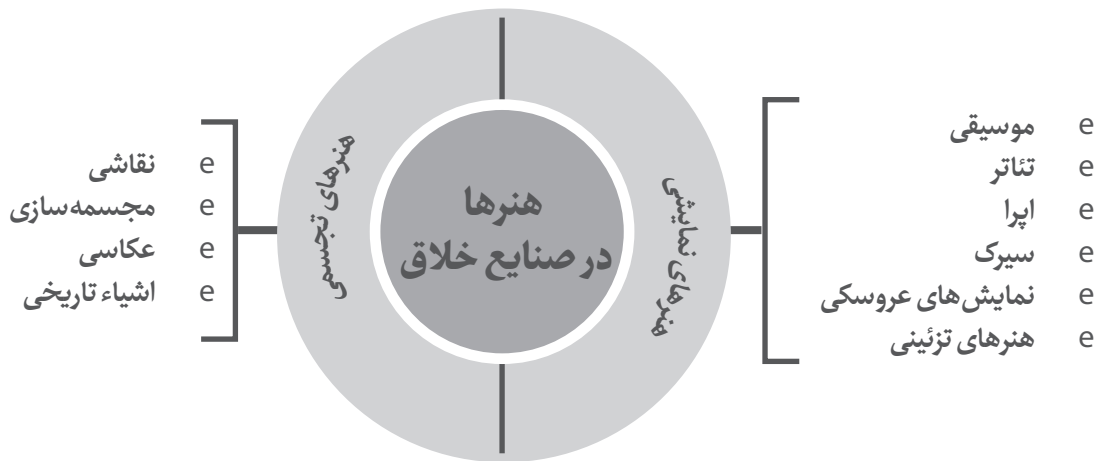 هنرها
در صنایع خلاق
هنرهای نمایشی
e موسیقی
e تئاتر
e اپرا
e سیرک
e نمایش‌های عروسکی
e هنرهای تزئینی
هنرهای تجسمی
e نقاشی
e مجسمه‌سازی
e عکاسی
e اشیاء تاریخی